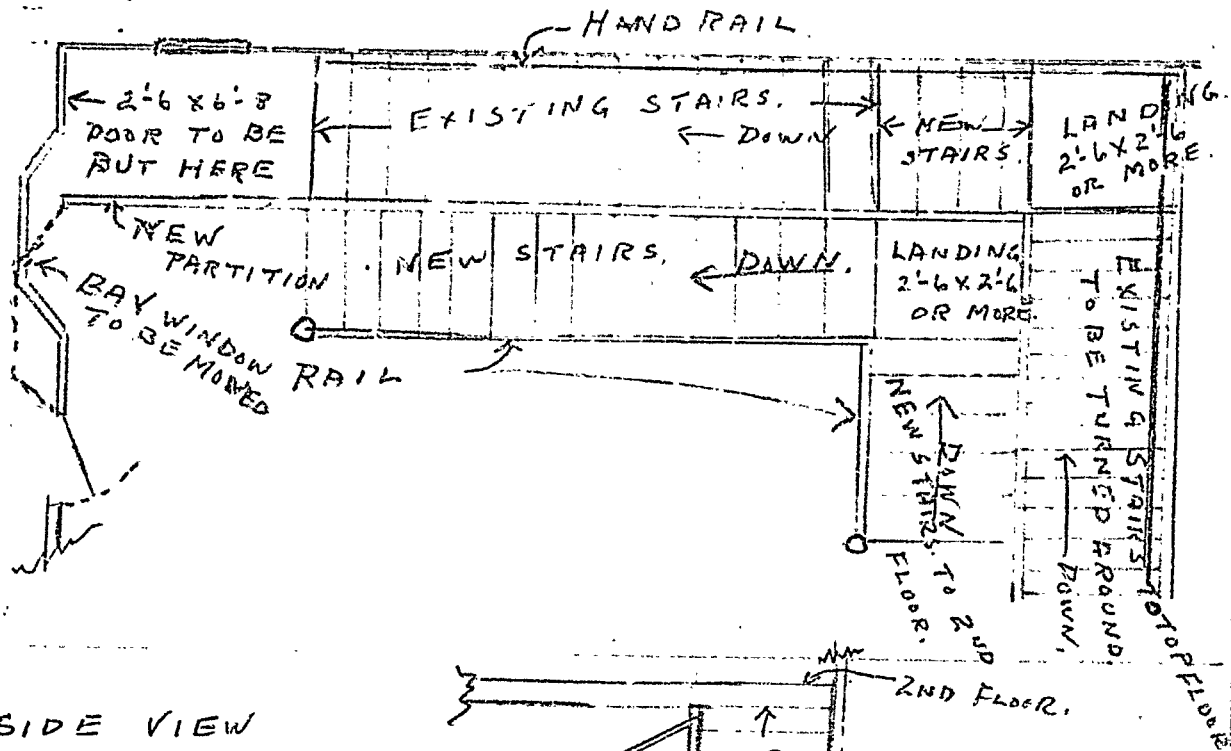 HAND RAIL.
← 2'-6 X 6'-8
DOOR TO BE
BUT HERE
EXISTING STAIRS.
← DOWN
NEW
STAIRS.
LANDING.
2'-6 X 2'-6
OR MORE.
NEW
PARTITION.
NEW STAIRS.
DOWN.
LANDING
2'-6 X 2'-6
OR MORE.
BAY WINDOW
TO BE MOVED
RAIL
DOWN
NEW STAIRS. TO 2ND
FLOOR.
EXISTING STAIRS TO TOP FLOOR
TO BE TURNED AROUND.
DOWN.
2ND FLOOR.
SIDE VIEW